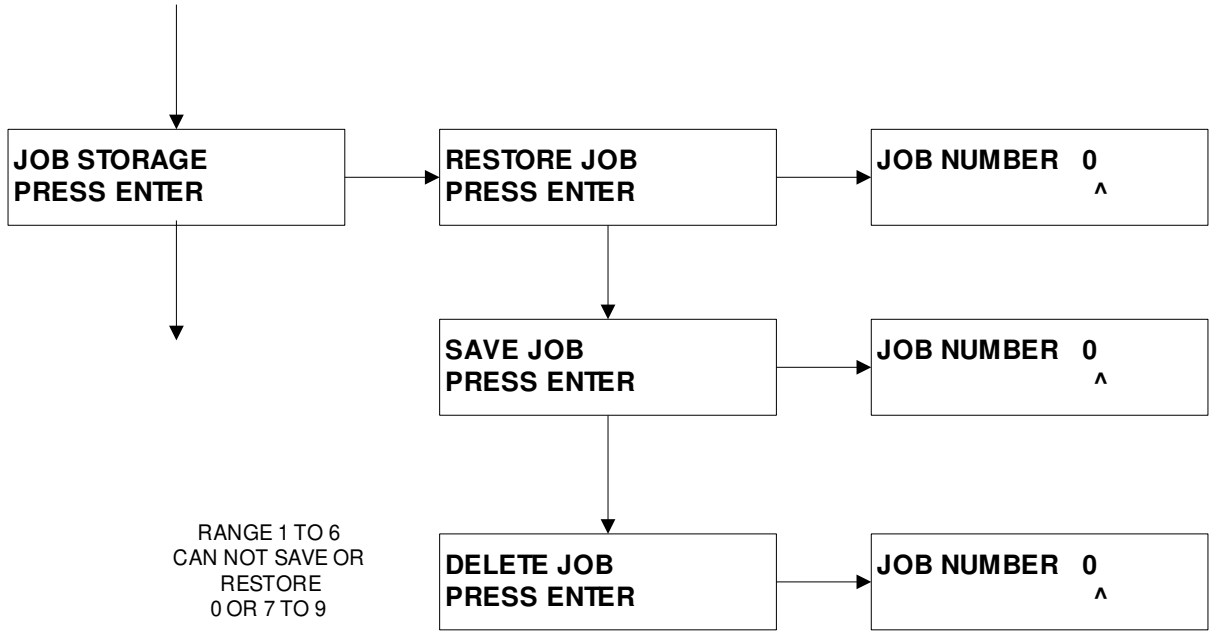 JOB STORAGE
PRESS ENTER
RESTORE JOB
PRESS ENTER
JOB NUMBER 0
^
SAVE JOB
PRESS ENTER
JOB NUMBER 0
^
RANGE 1 TO 6
CAN NOT SAVE OR
RESTORE
0 OR 7 TO 9
DELETE JOB
PRESS ENTER
JOB NUMBER 0
^